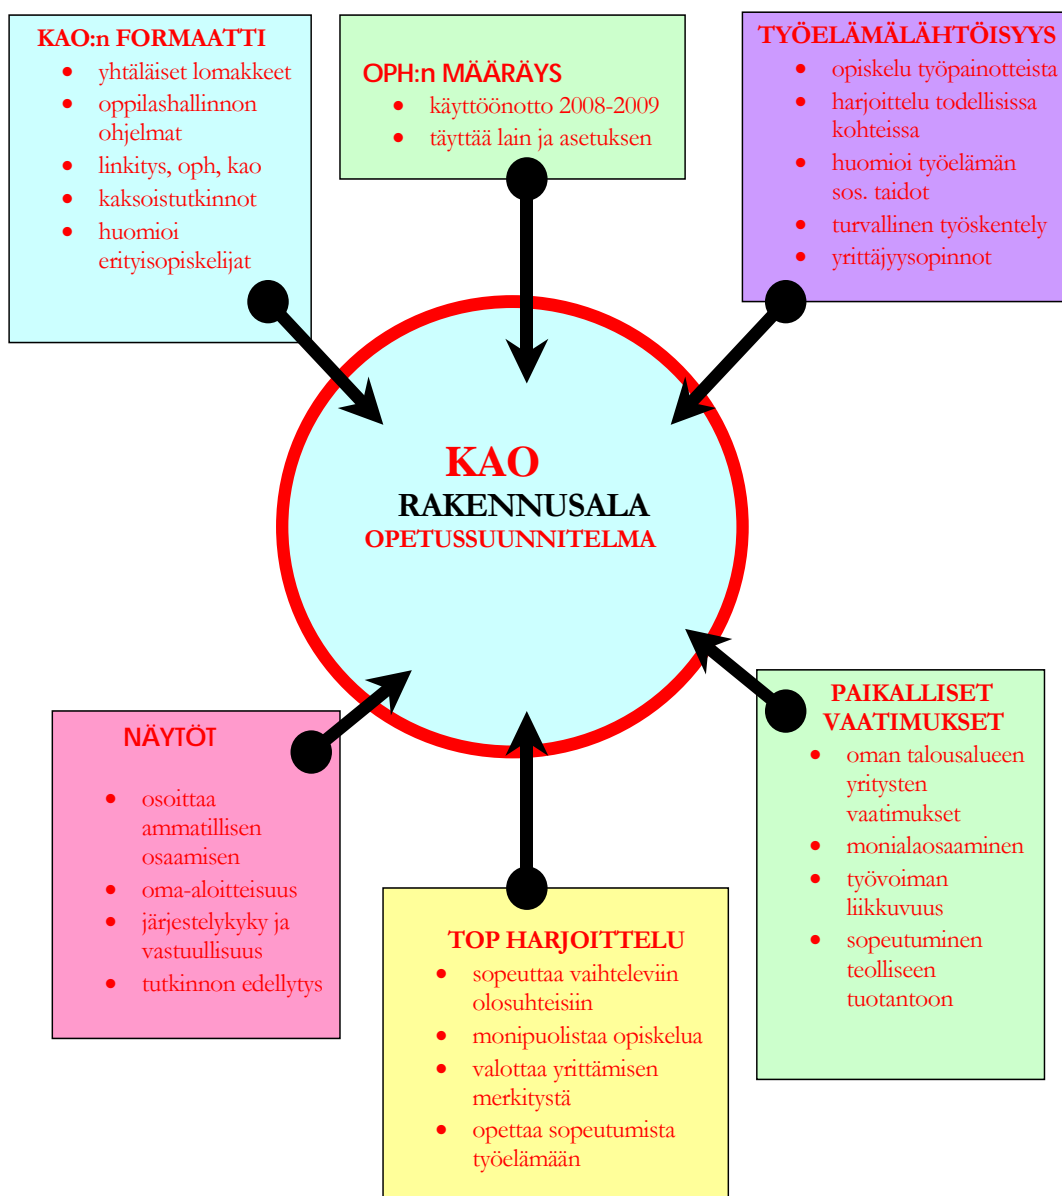 KAO:n FORMAATTI
• yhtäläiset lomakkeet
• oppilashallinnon
ohjelmat
• linkitys, oph, kao
• kaksoistutkinnot
• huomioi
erityisopiskelijat
OPH:n MÄÄRÄYS
• käyttöönotto 2008-2009
• täyttää lain ja asetuksen
TYÖELÄMÄLÄHTÖISYYS
• opiskelu työpainotteista
• harjoittelu todellisissa
kohteissa
• huomioi työelämän
sos. taidot
• turvallinen työskentely
• yrittäjyysopinnot
KAO
RAKENNUSALA
OPETUSSUUNNITELMA
NÄYTÖT
• osoittaa
ammatillisen
osaamisen
• oma-aloitteisuus
• järjestelykyky ja
vastuullisuus
• tutkinnon edellytys
TOP HARJOITTELU
• sopeuttaa vaihteleviin
olosuhteisiin
• monipuolistaa opiskelua
• valottaa yrittämisen
merkitystä
• opettaa sopeutumista
työelämään
PAIKALLISET
VAATIMUKSET
• oman talousalueen
yritysten
vaatimukset
• monialaosaaminen
• työvoiman
liikkuvuus
• sopeutuminen
teolliseen
tuotantoon